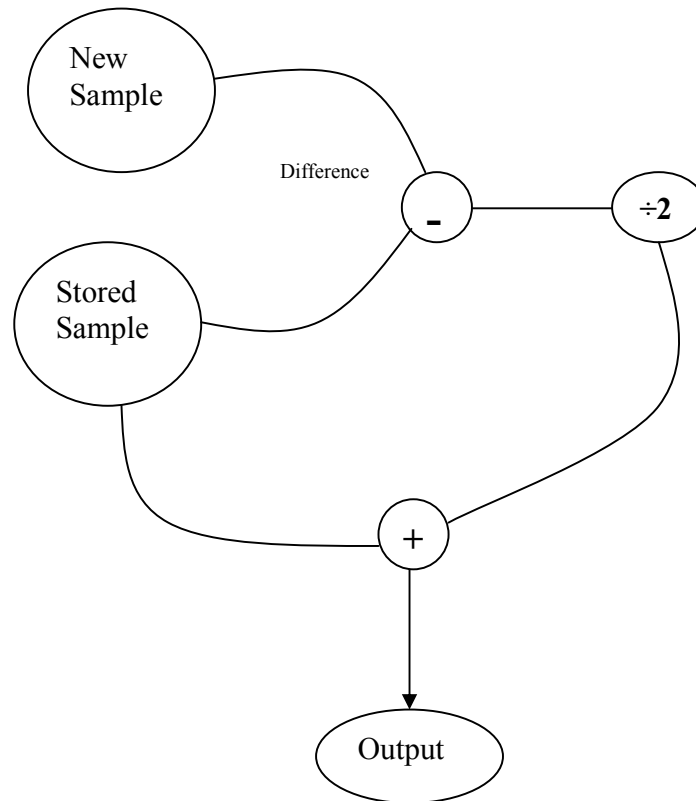 New
Sample
Difference
-
÷2
Stored
Sample
+
Output